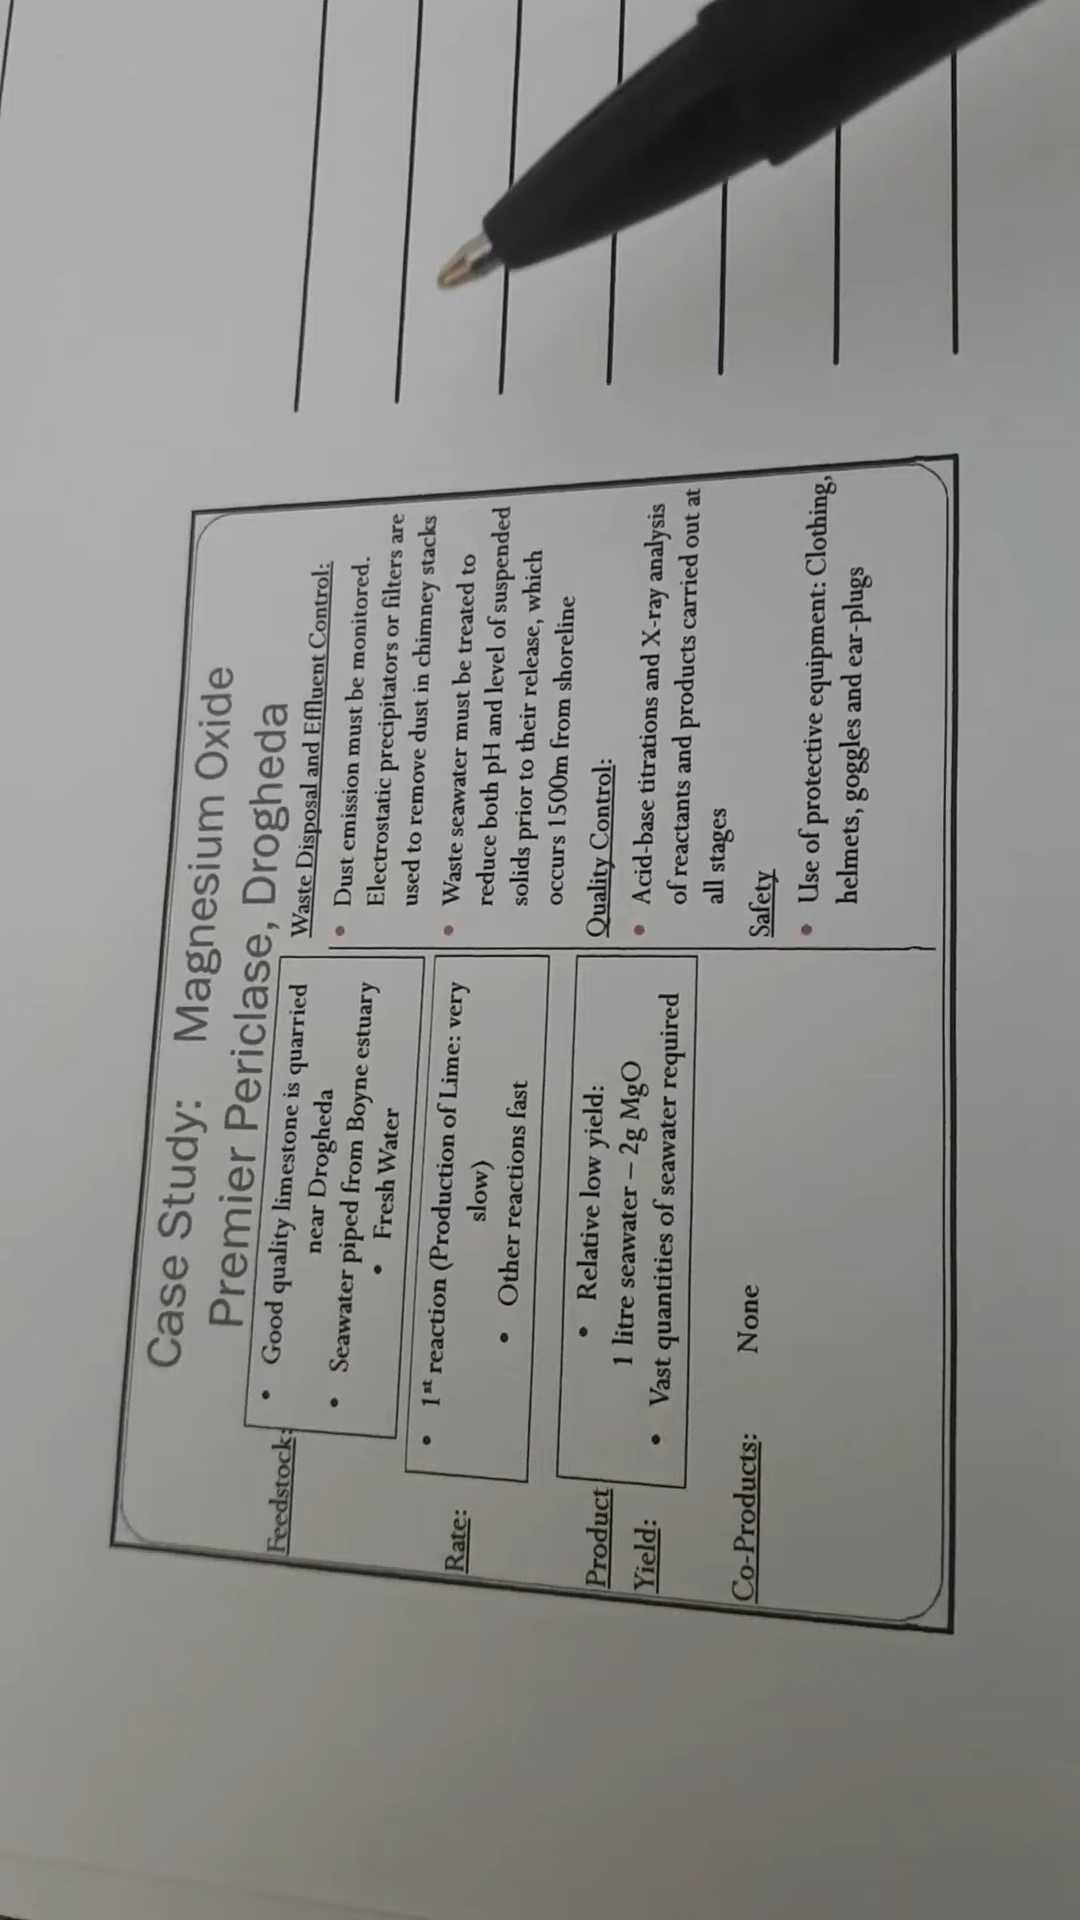 Case Study: Magnesium Oxide
Premier Periclase, Drogheda
Feedstock:
• Good quality limestone is quarried
near Drogheda
• Seawater piped from Boyne estuary
• Fresh Water
Rate:
• 1st reaction (Production of Lime: very
slow)
• Other reactions fast
Product
Yield:
• Relative low yield:
1 litre seawater – 2g MgO
• Vast quantities of seawater required
Co-Products: None
Waste Disposal and Effluent Control:
• Dust emission must be monitored.
Electrostatic precipitators or filters are
used to remove dust in chimney stacks
• Waste seawater must be treated to
reduce both pH and level of suspended
solids prior to their release, which
occurs 1500m from shoreline
Quality Control:
• Acid-base titrations and X-ray analysis
of reactants and products carried out at
all stages
Safety
• Use of protective equipment: Clothing,
helmets, goggles and ear-plugs